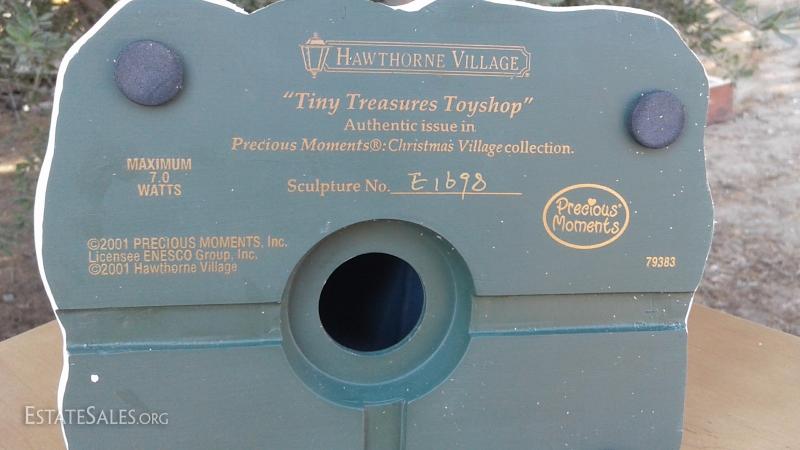 HAWTHORNE VILLAGE
"Tiny Treasures Toyshop"
Authentic issue in
Precious Moments®: Christmas Village collection.
MAXIMUM
7.0
WATTS
Sculpture No. E1698
Precious
Moments
©2001 PRECIOUS MOMENTS, Inc.
Licensee ENESCO Group, Inc.
©2001 Hawthorne Village
79383
ESTATESALES.ORG